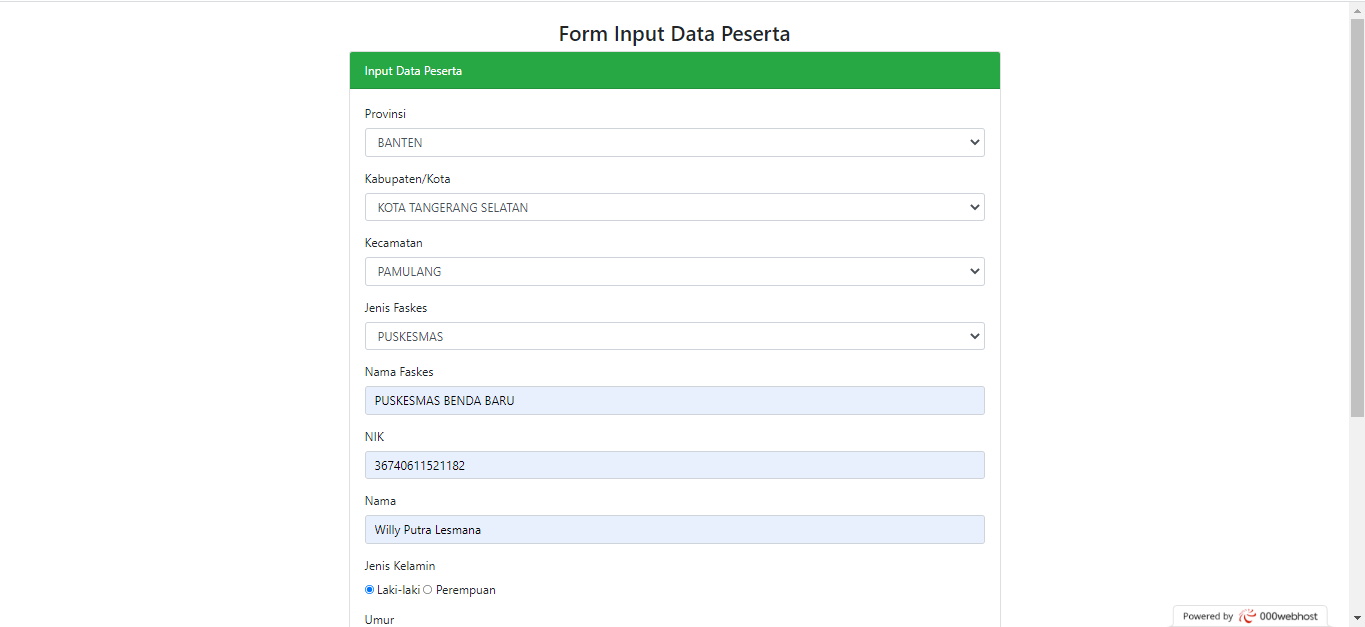 Form Input Data Peserta
Input Data Peserta
Provinsi
BANTEN
Kabupaten/Kota
KOTA TANGERANG SELATAN
Kecamatan
PAMULANG
Jenis Faskes
PUSKESMAS
Nama Faskes
PUSKESMAS BENDA BARU
NIK
36740611521182
Nama
Willy Putra Lesmana
Jenis Kelamin
Laki-laki Perempuan
Umur
Powered by 000webhost